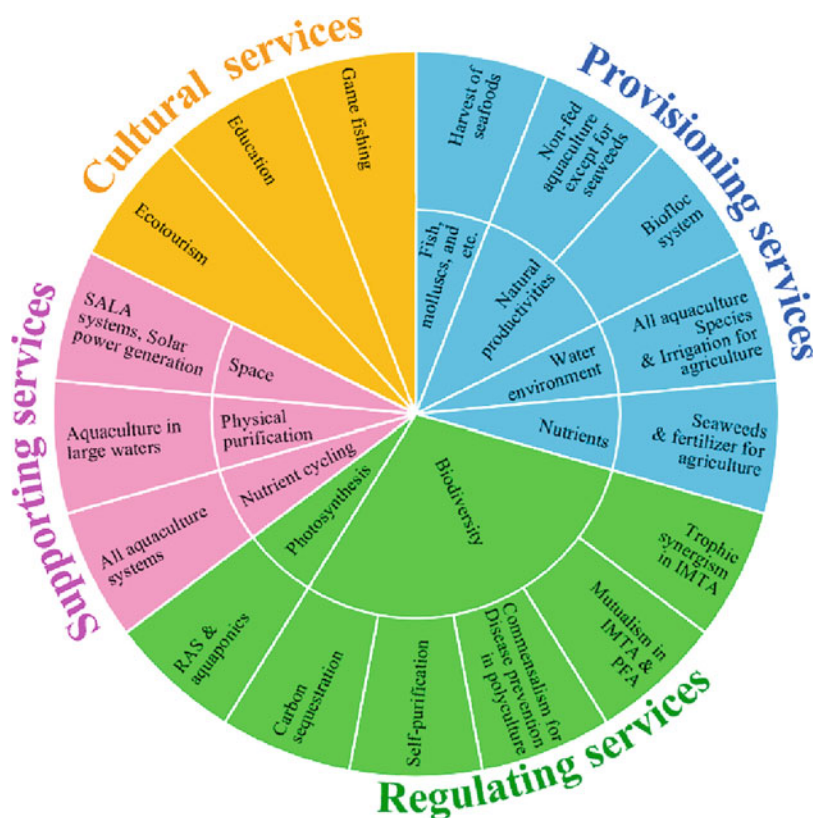 Cultural services
Game fishing
Education
Ecotourism
Provisioning services
Harvest of
seafoods
Non-fed
aquaculture
except for
seaweeds
Biofloc
system
All aquaculture
Species
& Irrigation for
agriculture
Seaweeds
& fertilizer for
agriculture
Fish,
molluscs, and
etc.
Natural
productivities
Water
environment
Nutrients
Regulating services
Biodiversity
Photosynthesis
Trophic
synergism
in IMTA
Mutualism in
IMTA &
PFA
Commensalism for
Disease prevention
in polyculture
Self-purification
Carbon
sequestration
RAS &
aquaponics
Supporting services
SALA
systems, Solar
power generation
Space
Aquaculture in
large waters
Physical
purification
All aquaculture
systems
Nutrient cycling